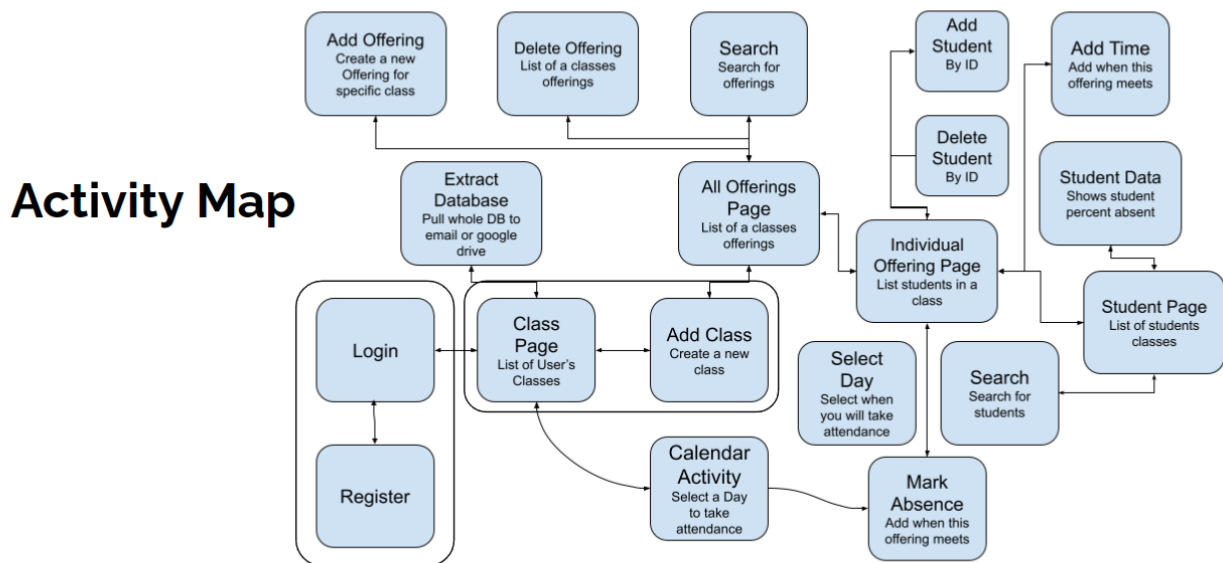 Activity Map
Add Offering
Create a new
Offering for
specific class
Delete Offering
List of a classes
offerings
Search
Search for
offerings
Add
Student
By ID
Add Time
Add when this
offering meets
Delete
Student
By ID
Extract
Database
Pull whole DB to
email or google
drive
All Offerings
Page
List of a classes
offerings
Student Data
Shows student
percent absent
Individual
Offering Page
List students in a
class
Student Page
List of students
classes
Login
Class
Page
List of User's
Classes
Add Class
Create a new
class
Select
Day
Select when
you will take
attendance
Search
Search for
students
Register
Calendar
Activity
Select a Day
to take
attendance
Mark
Absence
Add when this
offering meets